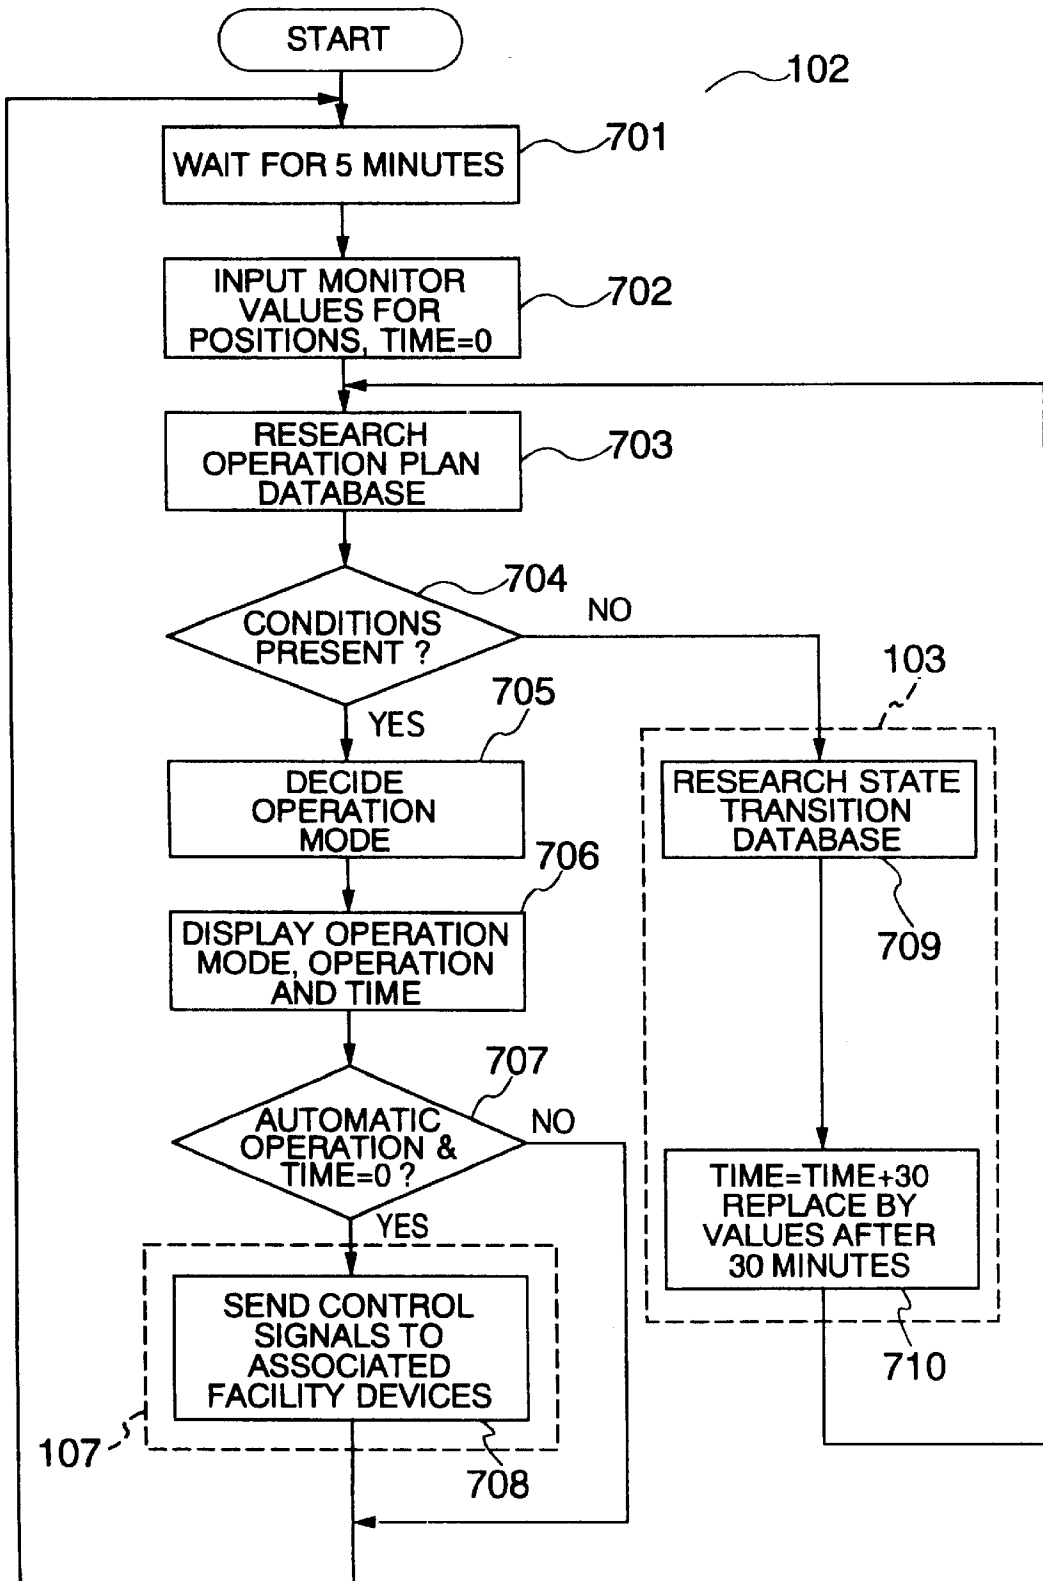 START
102
701
WAIT FOR 5 MINUTES
INPUT MONITOR
VALUES FOR
POSITIONS, TIME=0
702
RESEARCH
OPERATION PLAN
DATABASE
703
704
CONDITIONS
PRESENT ?
NO
YES
103
705
DECIDE
OPERATION
MODE
RESEARCH STATE
TRANSITION
DATABASE
706
709
DISPLAY OPERATION
MODE, OPERATION
AND TIME
707
AUTOMATIC
OPERATION &
TIME=0 ?
NO
YES
TIME=TIME+30
REPLACE BY
VALUES AFTER
30 MINUTES
710
SEND CONTROL
SIGNALS TO
ASSOCIATED
FACILITY DEVICES
107
708